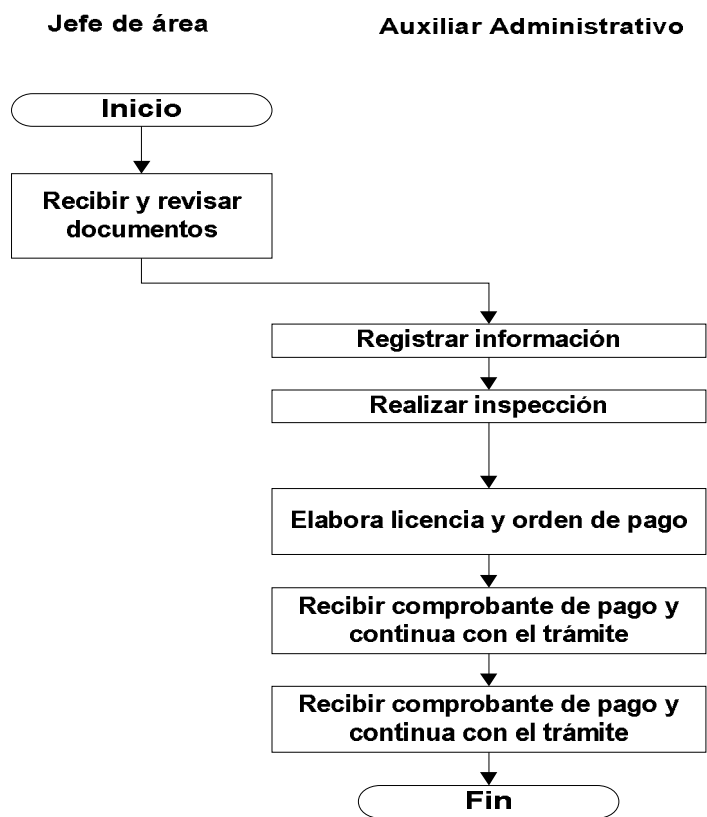 Jefe de área
Auxiliar Administrativo
Inicio
Recibir y revisar
documentos
Registrar información
Realizar inspección
Elabora licencia y orden de pago
Recibir comprobante de pago y
continua con el trámite
Recibir comprobante de pago y
continua con el trámite
Fin